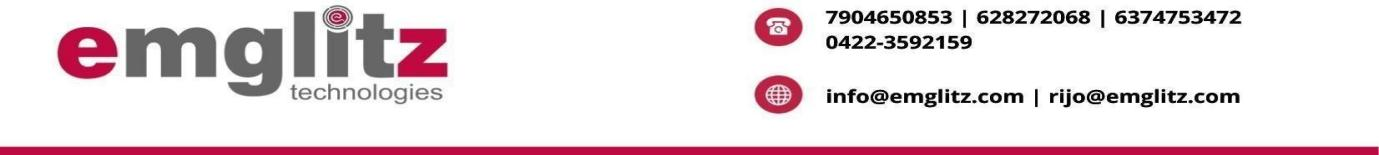 emglitz
technologies
7904650853 | 628272068 | 6374753472
0422-3592159
info@emglitz.com | rijo@emglitz.com